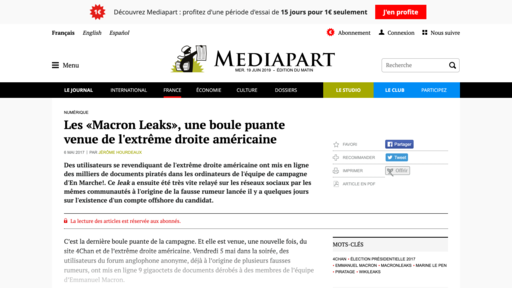 1€ Découvrez Mediapart : profitez d'une période d'essai de 15 jours pour 1€ seulement J'en profite
Français English Español
Abonnement Connexion Nous suivre
Menu
MEDIAPART
MER. 19 JUIN 2019 – ÉDITION DU MATIN
Recherche
LE JOURNAL INTERNATIONAL FRANCE ÉCONOMIE CULTURE DOSSIERS LE STUDIO LE CLUB PARTICIPEZ
NUMÉRIQUE
Les «Macron Leaks», une boule puante
venue de l'extrême droite américaine
6 MAI 2017 | PAR JÉRÔME HOURDEAUX
Des utilisateurs se revendiquant de l'extrême droite américaine ont mis en ligne
des milliers de documents piratés dans les ordinateurs de l'équipe de campagne
d'En Marche!. Ce leak a ensuite été très vite relayé sur les réseaux sociaux par les
mêmes communautés à l'origine de la fausse rumeur lancée il y a quelques jours
sur l'existence d'un compte offshore du candidat.
La lecture des articles est réservée aux abonnés.
C'est la dernière boule puante de la campagne. Et elle est venue, une nouvelle fois, du
site 4Chan et de l'extrême droite américaine. Vendredi 5 mai dans la soirée, des
utilisateurs du forum anglophone anonyme, déjà à l'origine de plusieurs fausses
rumeurs, ont mis en ligne 9 gigaoctets de documents dérobés à des membres de l'équipe
d'Emmanuel Macron.
FAVORI Partager
RECOMMANDER Tweet
IMPRIMER Offrir
ARTICLE EN PDF
MOTS-CLÉS
4CHAN • ÉLECTION PRÉSIDENTIELLE 2017
• EMMANUEL MACRON • MACRONLEAKS • MARINE LE PEN
• PIRATAGE • WIKILEAKS